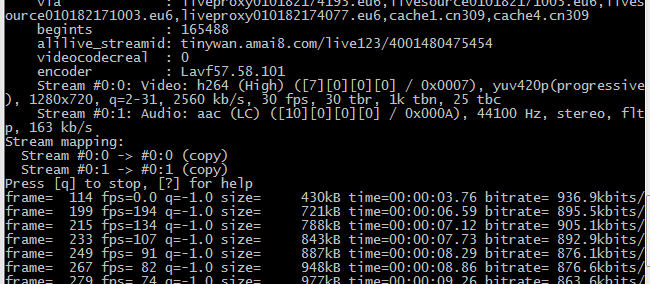 via             : liveproxy010182174193.eu6,livesource010182171005.eu6,lives
ource010182171003.eu6,liveproxy010182174077.eu6,cache1.cn309,cache4.cn309
begints         : 165488
alilive_streamid: tinywan.amai8.com/live123/4001480475454
videocodecreal  : 0
encoder         : Lavf57.58.101
Stream #0:0: Video: h264 (High) ([7][0][0][0] / 0x0007), yuv420p(progressive
), 1280x720, q=2-31, 2560 kb/s, 30 fps, 30 tbr, 1k tbn, 25 tbc
Stream #0:1: Audio: aac (LC) ([10][0][0][0] / 0x000A), 44100 Hz, stereo, flt
p, 163 kb/s
Stream mapping:
Stream #0:0 -> #0:0 (copy)
Stream #0:1 -> #0:1 (copy)
Press [q] to stop, [?] for help
frame=  114 fps=0.0 q=-1.0 size=     430kB time=00:00:03.76 bitrate= 936.9kbits/
frame=  199 fps=194 q=-1.0 size=     721kB time=00:00:06.59 bitrate= 895.5kbits/
frame=  215 fps=134 q=-1.0 size=     788kB time=00:00:07.12 bitrate= 905.1kbits/
frame=  233 fps=107 q=-1.0 size=     843kB time=00:00:07.73 bitrate= 892.9kbits/
frame=  249 fps= 91 q=-1.0 size=     887kB time=00:00:08.29 bitrate= 876.1kbits/
frame=  267 fps= 82 q=-1.0 size=     948kB time=00:00:08.86 bitrate= 876.6kbits/
frame=  279 fps= 74 q=-1.0 size=     977kB time=00:00:09.26 bitrate= 863.6kbits/